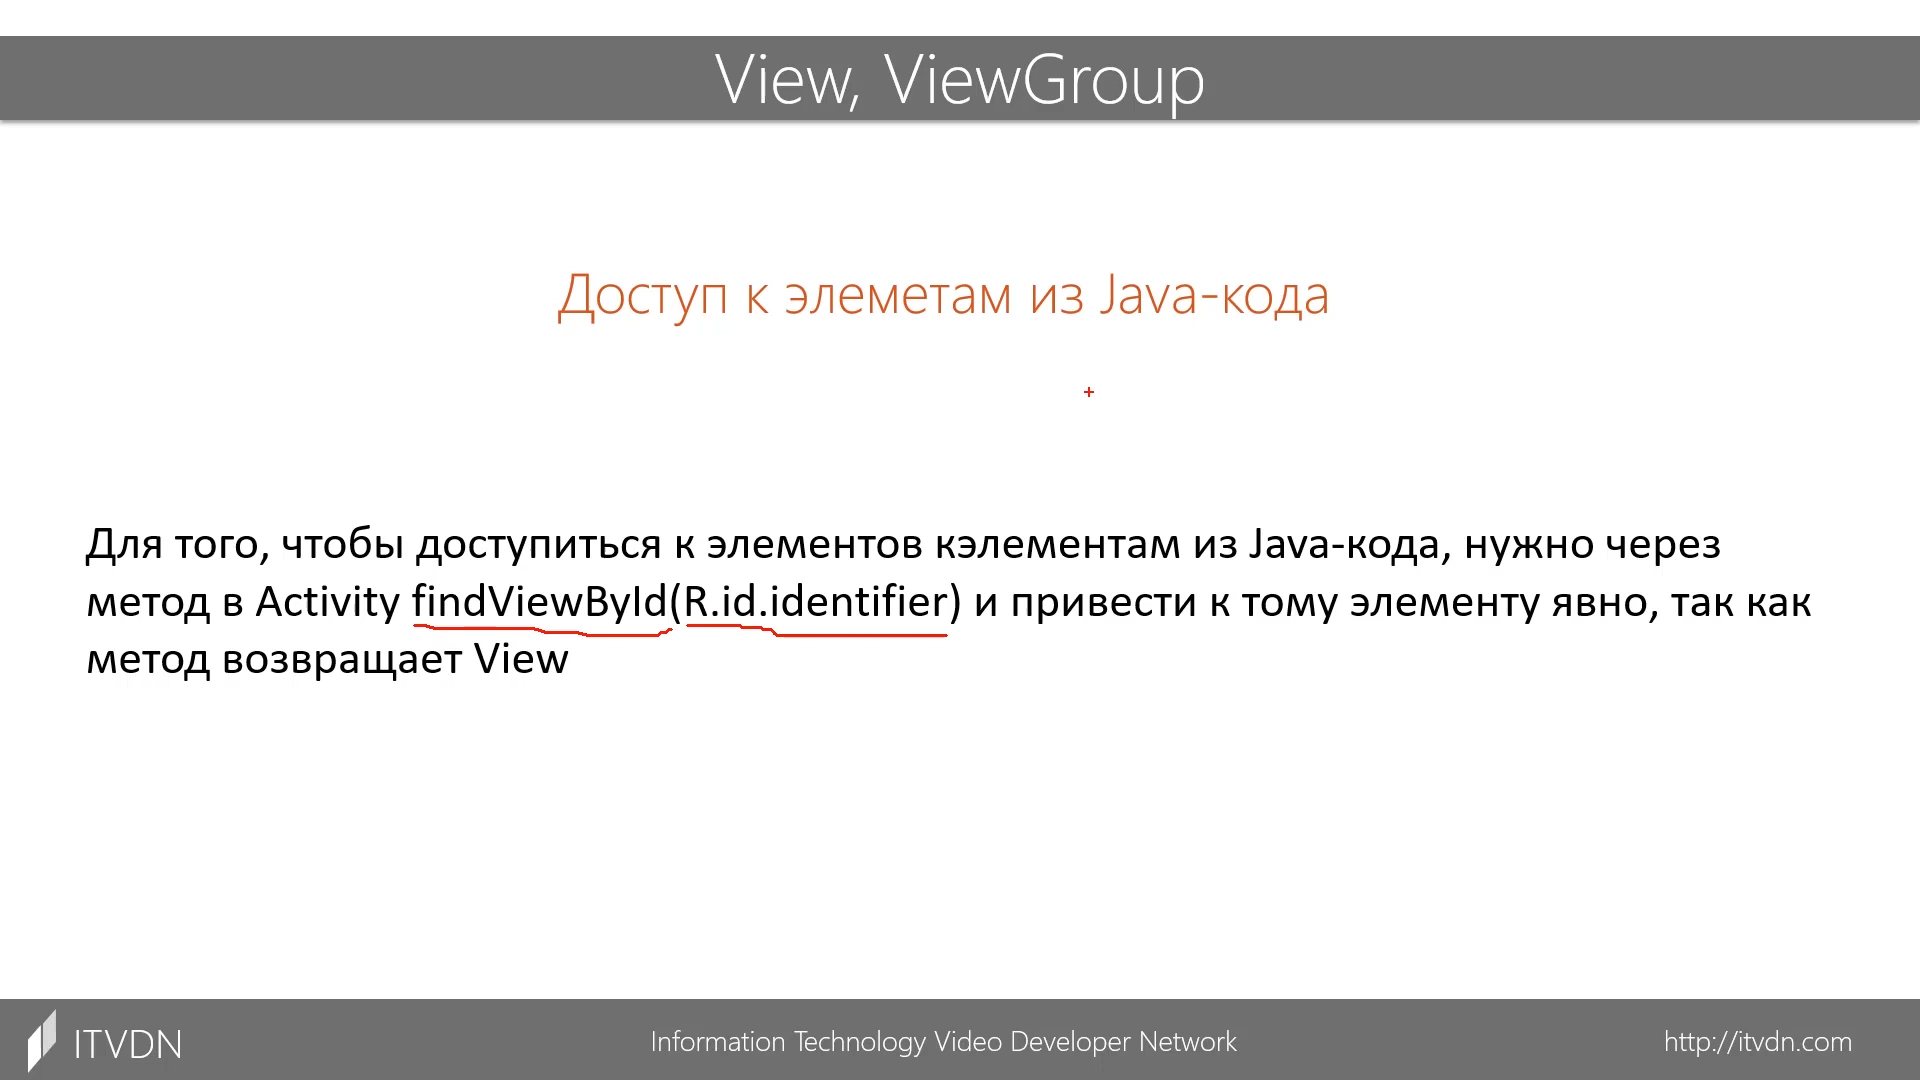 View, ViewGroup
Доступ к элеметам из Java-кода
Для того, чтобы доступиться к элементов кэлементам из Java-кода, нужно через
метод в Activity findViewById(R.id.identifier) и привести к тому элементу явно, так как
метод возвращает View
ITVDN
Information Technology Video Developer Network
http://itvdn.com